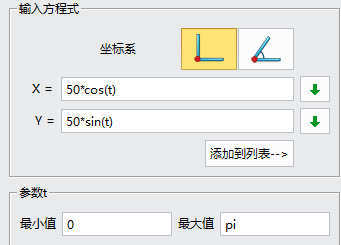 输入方程式
坐标系
X = 50*cos(t)
Y = 50*sin(t)
添加到列表-->
参数t
最小值 0 最大值 pi